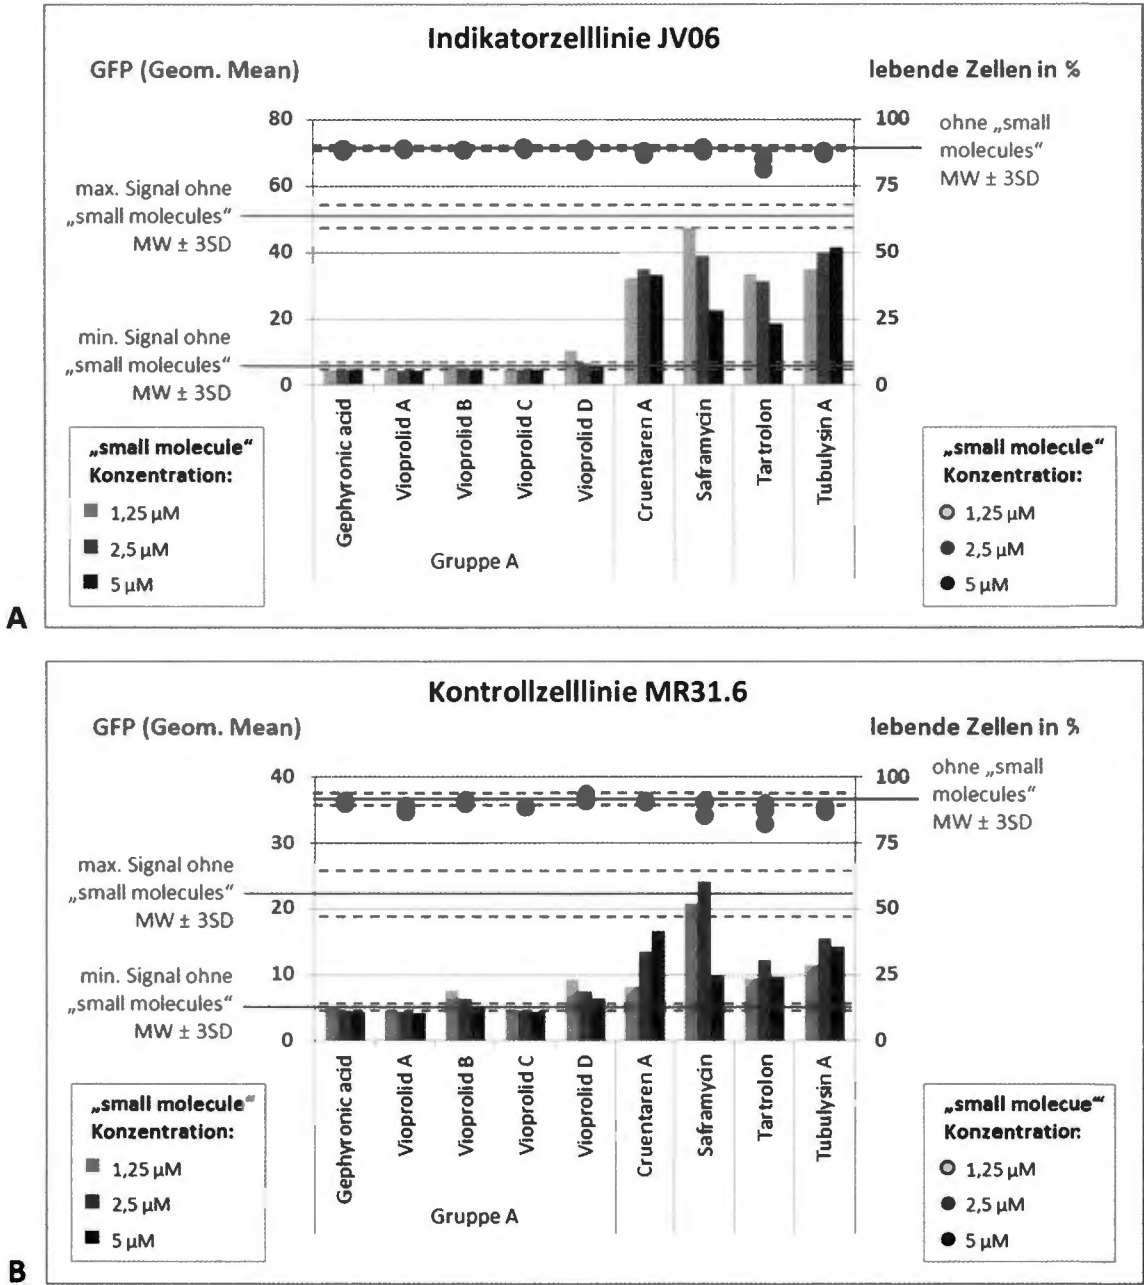 Indikatorzelllinie JV06
GFP (Geom. Mean)
lebende Zellen in %
80
60
40
20
0
100
75
50
25
0
max. Signal ohne
„small molecules“
MW ± 3SD
min. Signal ohne
„small molecules“
MW ± 3SD
ohne „small
molecules“
MW ± 3SD
Gephyronic acid
Vioprolid A
Vioprolid B
Vioprolid C
Vioprolid D
Cruentaren A
Saframycin
Tartrolon
Tubulysin A
Gruppe A
„small molecule“
Konzentration:
1,25 µM
2,5 µM
5 µM
„small molecule“
Konzentration:
1,25 µM
2,5 µM
5 µM
A
Kontrollzelllinie MR31.6
GFP (Geom. Mean)
lebende Zellen in %
40
30
20
10
0
100
75
50
25
0
max. Signal ohne
„small molecules“
MW ± 3SD
min. Signal ohne
„small molecules“
MW ± 3SD
ohne „small
molecules“
MW ± 3SD
Gephyronic acid
Vioprolid A
Vioprolid B
Vioprolid C
Vioprolid D
Cruentaren A
Saframycin
Tartrolon
Tubulysin A
Gruppe A
„small molecule“
Konzentration:
1,25 µM
2,5 µM
5 µM
„small molecue“
Konzentration:
1,25 µM
2,5 µM
5 µM
B